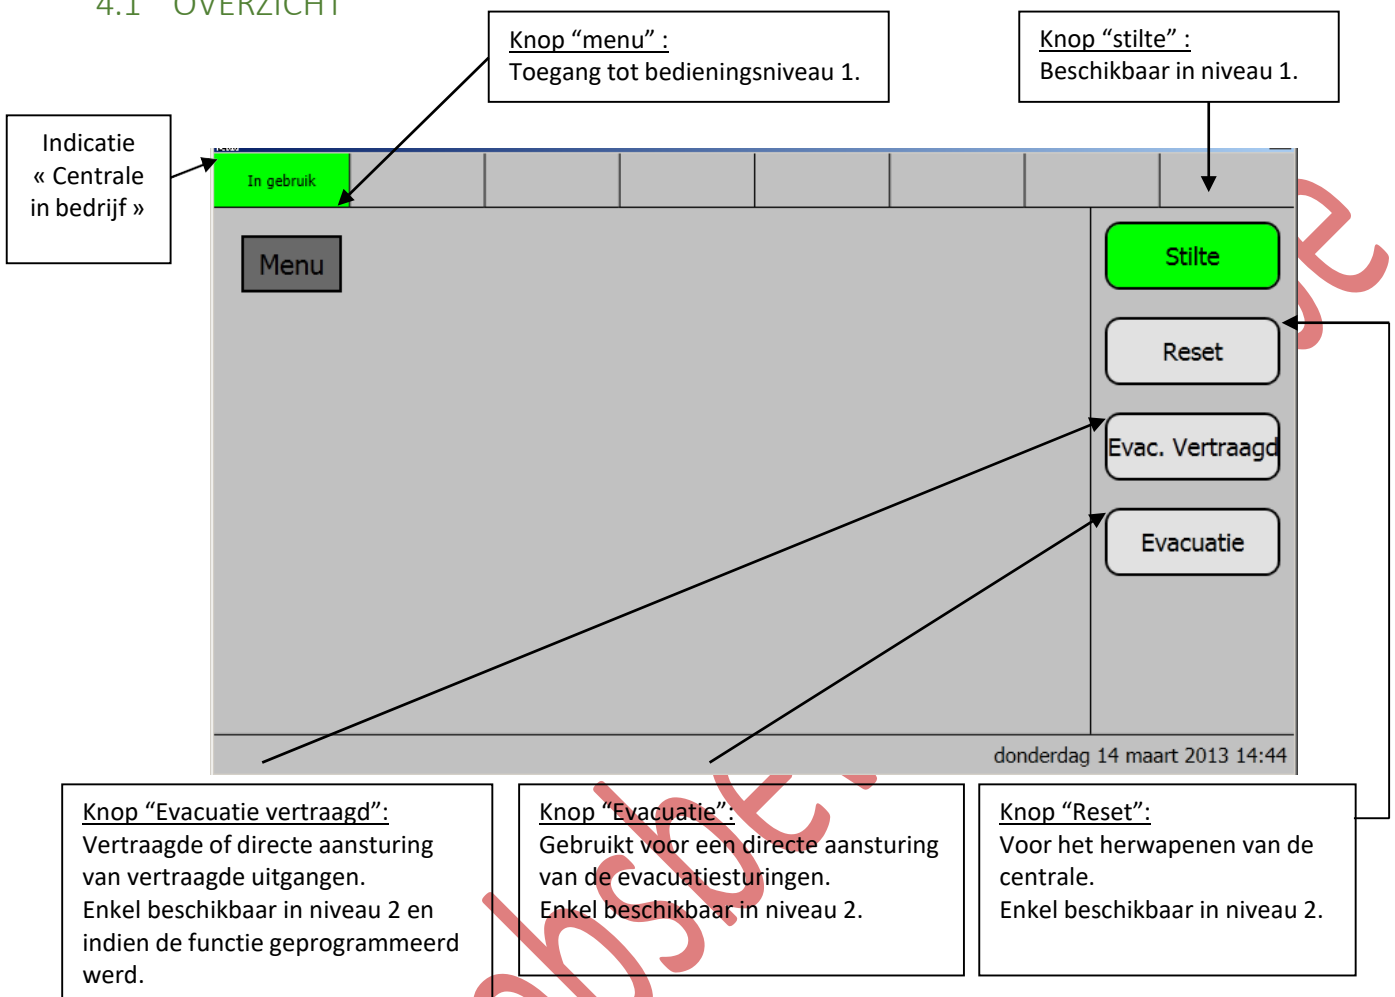 4.1 OVERZICHT
Knop “menu” :
Toegang tot bedieningsniveau 1.
Knop “stilte” :
Beschikbaar in niveau 1.
Indicatie
« Centrale
in bedrijf »
In gebruik
Menu
Stilte
Reset
Evac. Vertraagd
Evacuatie
donderdag 14 maart 2013 14:44
Knop “Evacuatie vertraagd”:
Vertraagde of directe aansturing
van vertraagde uitgangen.
Enkel beschikbaar in niveau 2 en
indien de functie geprogrammeerd
werd.
Knop “Evacuatie”:
Gebruikt voor een directe aansturing
van de evacuatiesturingen.
Enkel beschikbaar in niveau 2.
Knop “Reset”:
Voor het herwapenen van de
centrale.
Enkel beschikbaar in niveau 2.